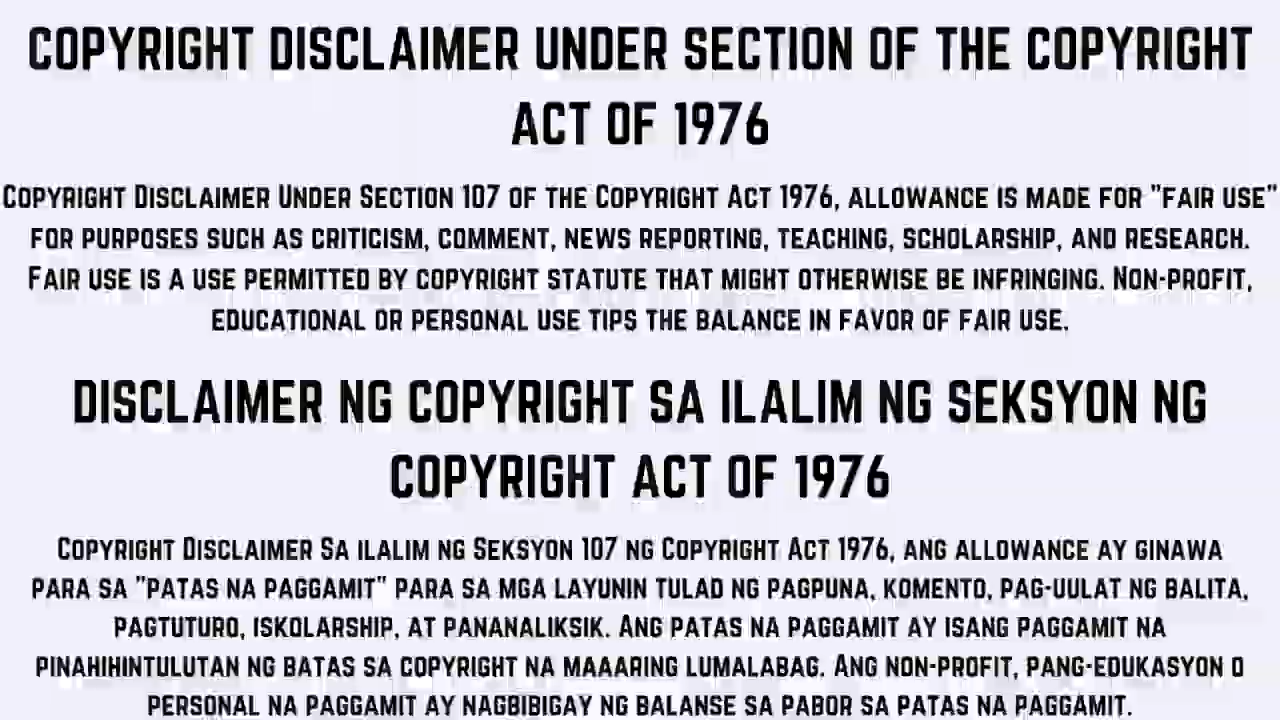 COPYRIGHT DISCLAIMER UNDER SECTION OF THE COPYRIGHT
ACT OF 1976
COPYRIGHT DISCLAIMER UNDER SECTION 107 OF THE COPYRIGHT ACT 1976, ALLOWANCE IS MADE FOR "FAIR USE"
FOR PURPOSES SUCH AS CRITICISM, COMMENT, NEWS REPORTING, TEACHING, SCHOLARSHIP, AND RESEARCH.
FAIR USE IS A USE PERMITTED BY COPYRIGHT STATUTE THAT MIGHT OTHERWISE BE INFRINGING. NON-PROFIT,
EDUCATIONAL OR PERSONAL USE TIPS THE BALANCE IN FAVOR OF FAIR USE.
DISCLAIMER NG COPYRIGHT SA ILALIM NG SEKSYON NG
COPYRIGHT ACT OF 1976
COPYRIGHT DISCLAIMER SA ILALIM NG SEKSYON 107 NG COPYRIGHT ACT 1976, ANG ALLOWANCE AY GINAWA
PARA SA "PATAS NA PAGGAMIT" PARA SA MGA LAYUNIN TULAD NG PAGPUNA, KOMENTO, PAG-UULAT NG BALITA,
PAGTUTURO, ISKOLARSHIP, AT PANANALIKSIK. ANG PATAS NA PAGGAMIT AY ISANG PAGGAMIT NA
PINAHIHINTULUTAN NG BATAS SA COPYRIGHT NA MAAARING LUMALABAG. ANG NON-PROFIT, PANG-EDUKASYON O
PERSONAL NA PAGGAMIT AY NAGBIBIGAY NG BALANSE SA PABOR SA PATAS NA PAGGAMIT.